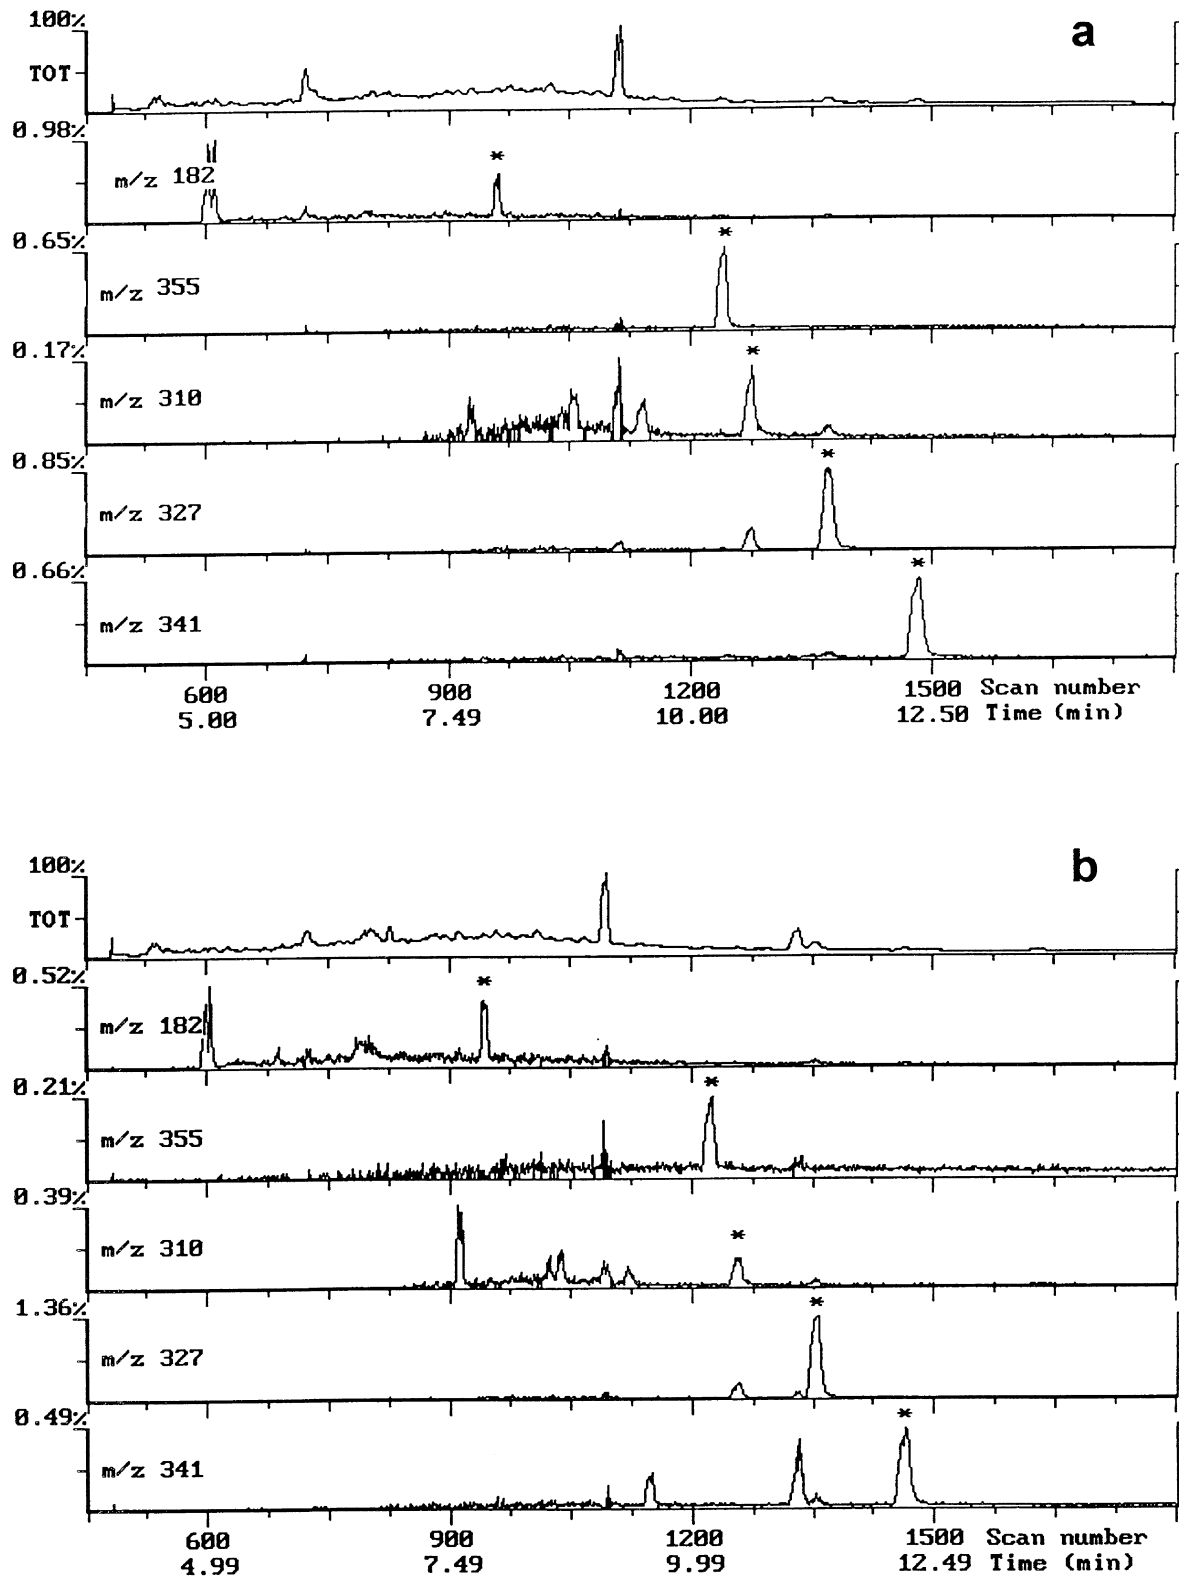 100%
a
TOT
0.98%
*
m/z 182
0.65%
*
m/z 355
0.17%
*
m/z 310
0.85%
*
m/z 327
0.66%
*
m/z 341
600 900 1200 1500 Scan number
5.00 7.49 10.00 12.50 Time (min)
100%
b
TOT
0.52%
*
m/z 182
0.21%
*
m/z 355
0.39%
*
m/z 310
1.36%
*
m/z 327
0.49%
*
m/z 341
600 900 1200 1500 Scan number
4.99 7.49 9.99 12.49 Time (min)